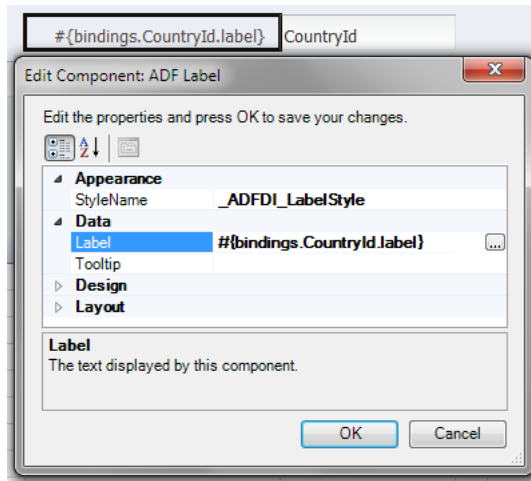 #{bindings.CountryId.label} CountryId
Edit Component: ADF Label
Edit the properties and press OK to save your changes.
Appearance
StyleName _ADFDI_LabelStyle
Data
Label #{bindings.CountryId.label} ...
Tooltip
Design
Layout
Label
The text displayed by this component.
OK Cancel